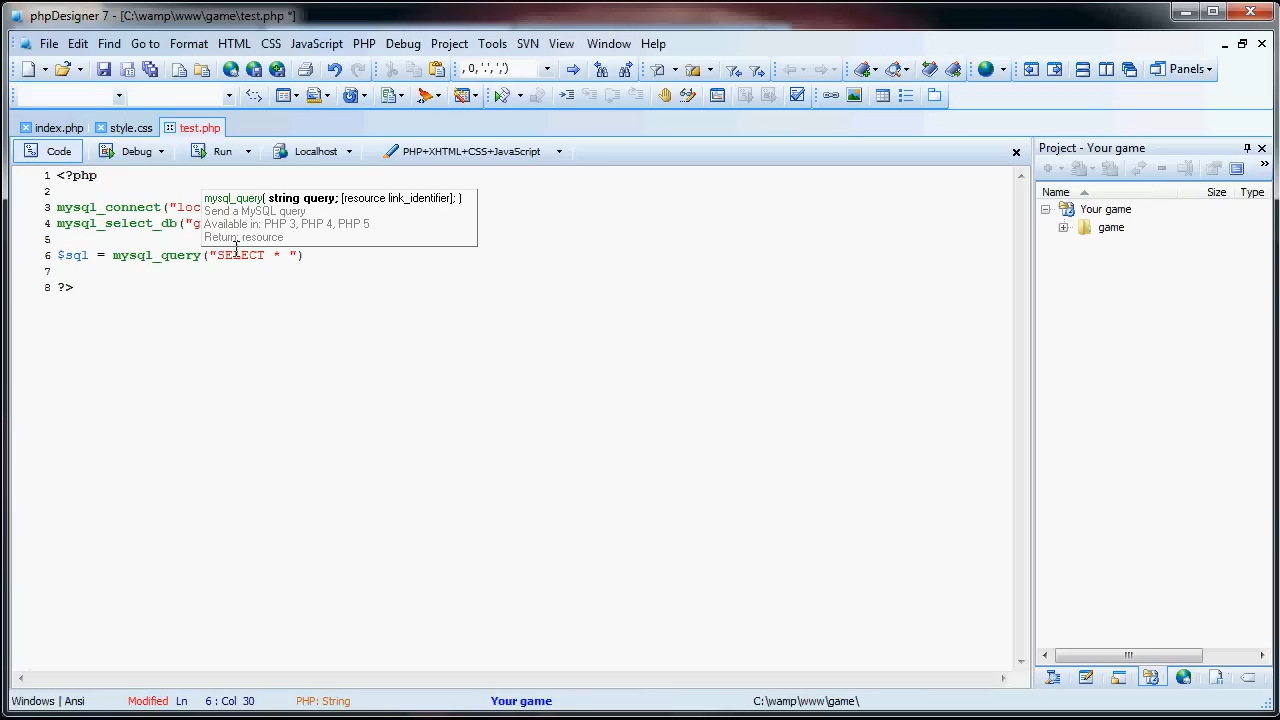 phpDesigner 7 - [C:\wamp\www\game\test.php *]
File Edit Find Go to Format HTML CSS JavaScript PHP Debug Project Tools SVN View Window Help
, 0,'.','.')
Panels
index.php style.css test.php
Code Debug Run Localhost PHP+XHTML+CSS+JavaScript
1 <?php
2
3 mysql_connect("loc
4 mysql_select_db("g
5
6 $sql = mysql_query("SELECT * ")
7
8 ?>
mysql_query( string query; [resource link_identifier]; )
Send a MySQL query
Available in: PHP 3, PHP 4, PHP 5
Return: resource
Project - Your game
Name Size Type
Your game
game
Windows | Ansi Modified Ln 6 : Col 30 PHP: String Your game C:\wamp\www\game\